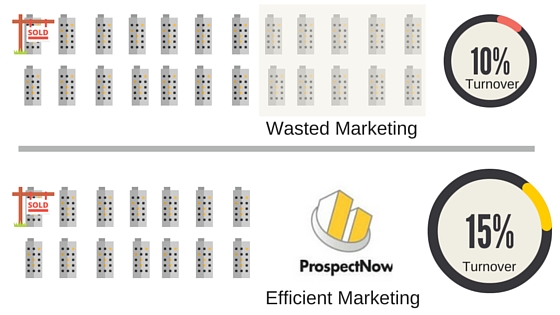 SOLD
10%
Turnover
Wasted Marketing
SOLD
15%
Turnover
ProspectNow
Efficient Marketing